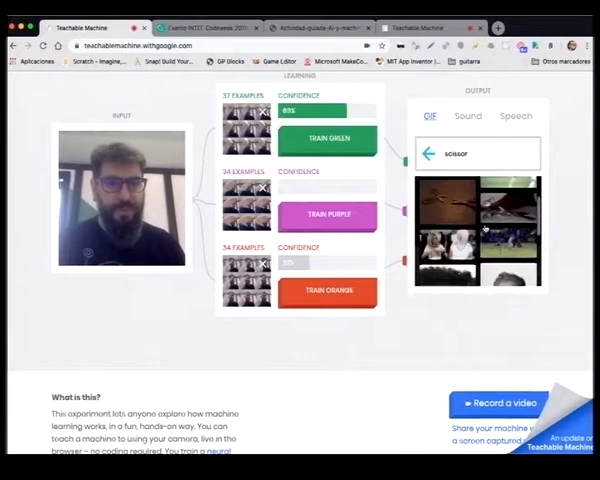 Teachable Machine
Evento INTEF Codeweek 2019
Actividad-guiada-AI-y-machin
Teachable Machine
teachablemachine.withgoogle.com
Aplicaciones
Scratch - Imagine,...
Snap! Build Your...
GP Blocks
Game Editor
Microsoft MakeCo...
MIT App Inventor |...
guitarra
Otros marcadores
LEARNING
INPUT
OUTPUT
37 EXAMPLES
CONFIDENCE
TRAIN GREEN
34 EXAMPLES
CONFIDENCE
TRAIN PURPLE
34 EXAMPLES
CONFIDENCE
TRAIN ORANGE
GIF
Sound
Speech
scissor
What is this?
This experiment lets anyone explore how machine
learning works, in a fun, hands-on way. You can
teach a machine to using your camera, live in the
browser – no coding required. You train a neural
Record a video
Share your machine
a screen captured
An update on
Teachable Machine